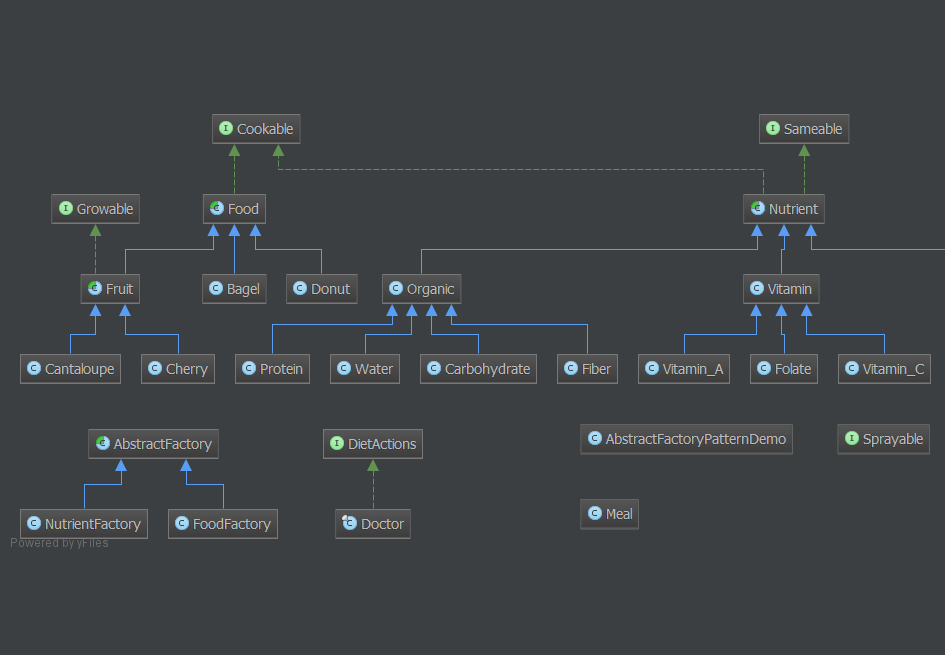 Cookable
Sameable
Growable
Food
Nutrient
Fruit
Bagel
Donut
Organic
Vitamin
Cantaloupe
Cherry
Protein
Water
Carbohydrate
Fiber
Vitamin_A
Folate
Vitamin_C
AbstractFactory
DietActions
AbstractFactoryPatternDemo
Sprayable
NutrientFactory
FoodFactory
Doctor
Meal
Powered by yFiles